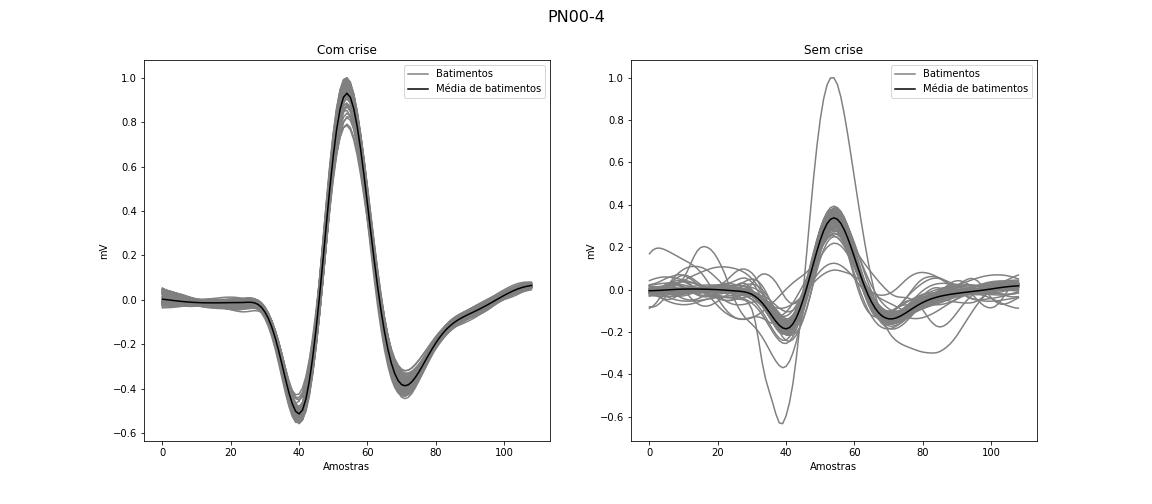 PN00-4
Com crise
Batimentos
Média de batimentos
1.0
0.8
0.6
0.4
0.2
0.0
−0.2
−0.4
−0.6
mV
0 20 40 60 80 100
Amostras
Sem crise
Batimentos
Média de batimentos
1.0
0.8
0.6
0.4
0.2
0.0
−0.2
−0.4
−0.6
mV
0 20 40 60 80 100
Amostras